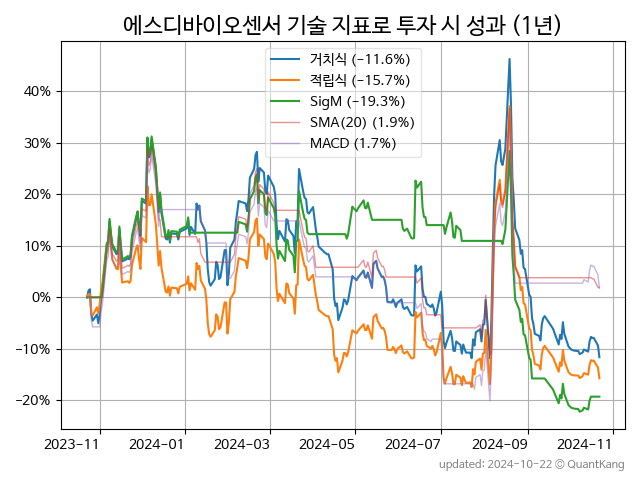 에스디바이오센서 기술 지표로 투자 시 성과 (1년)
거치식 (−11.6%)
적립식 (−15.7%)
SigM (−19.3%)
SMA(20) (1.9%)
MACD (1.7%)
40%
30%
20%
10%
0%
−10%
−20%
2023−11 2024−01 2024−03 2024−05 2024−07 2024−09 2024−11
updated: 2024-10-22 © QuantKang